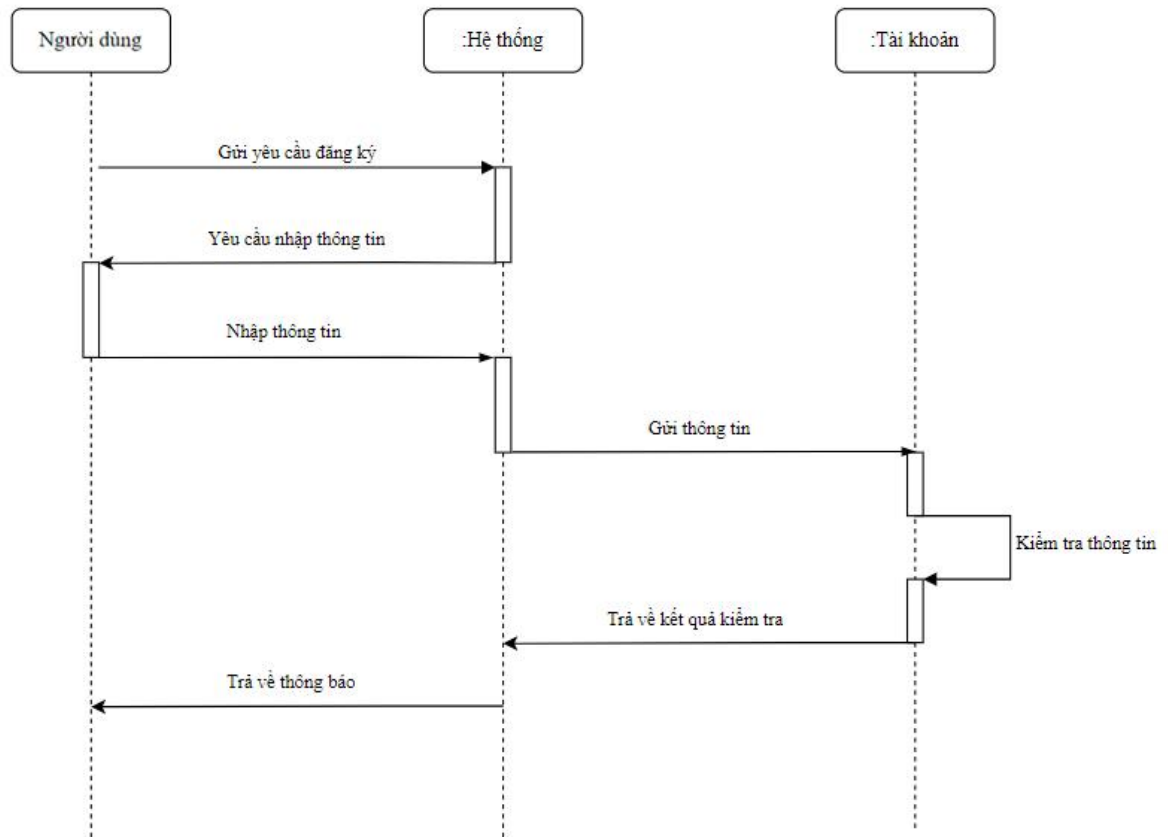 Người dùng
:Hệ thống
:Tài khoản
Gửi yêu cầu đăng ký
Yêu cầu nhập thông tin
Nhập thông tin
Gửi thông tin
Kiểm tra thông tin
Trả về kết quả kiểm tra
Trả về thông báo